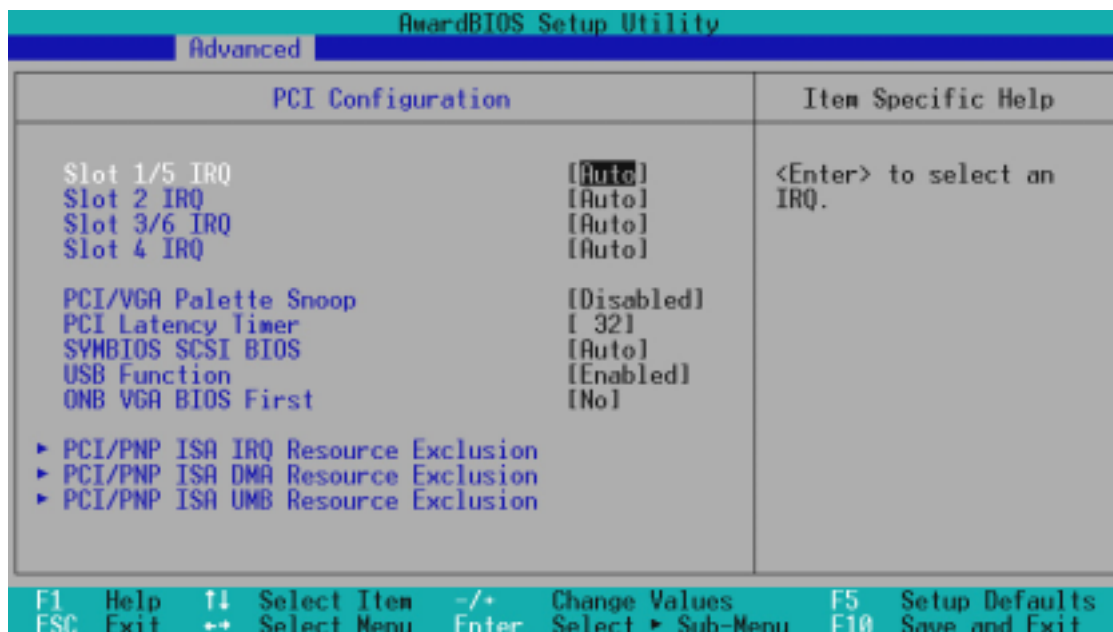 AwardBIOS Setup Utility
Advanced
PCI Configuration
Item Specific Help
Slot 1/5 IRQ [Auto]
Slot 2 IRQ [Auto]
Slot 3/6 IRQ [Auto]
Slot 4 IRQ [Auto]
PCI/VGA Palette Snoop [Disabled]
PCI Latency Timer [ 32]
SYMBIOS SCSI BIOS [Auto]
USB Function [Enabled]
ONB VGA BIOS First [No]
► PCI/PNP ISA IRQ Resource Exclusion
► PCI/PNP ISA DMA Resource Exclusion
► PCI/PNP ISA UMB Resource Exclusion
<Enter> to select an
IRQ.
F1 Help ↑↓ Select Item -/+ Change Values F5 Setup Defaults
ESC Exit ←→ Select Menu Enter Select ► Sub-Menu F10 Save and Exit